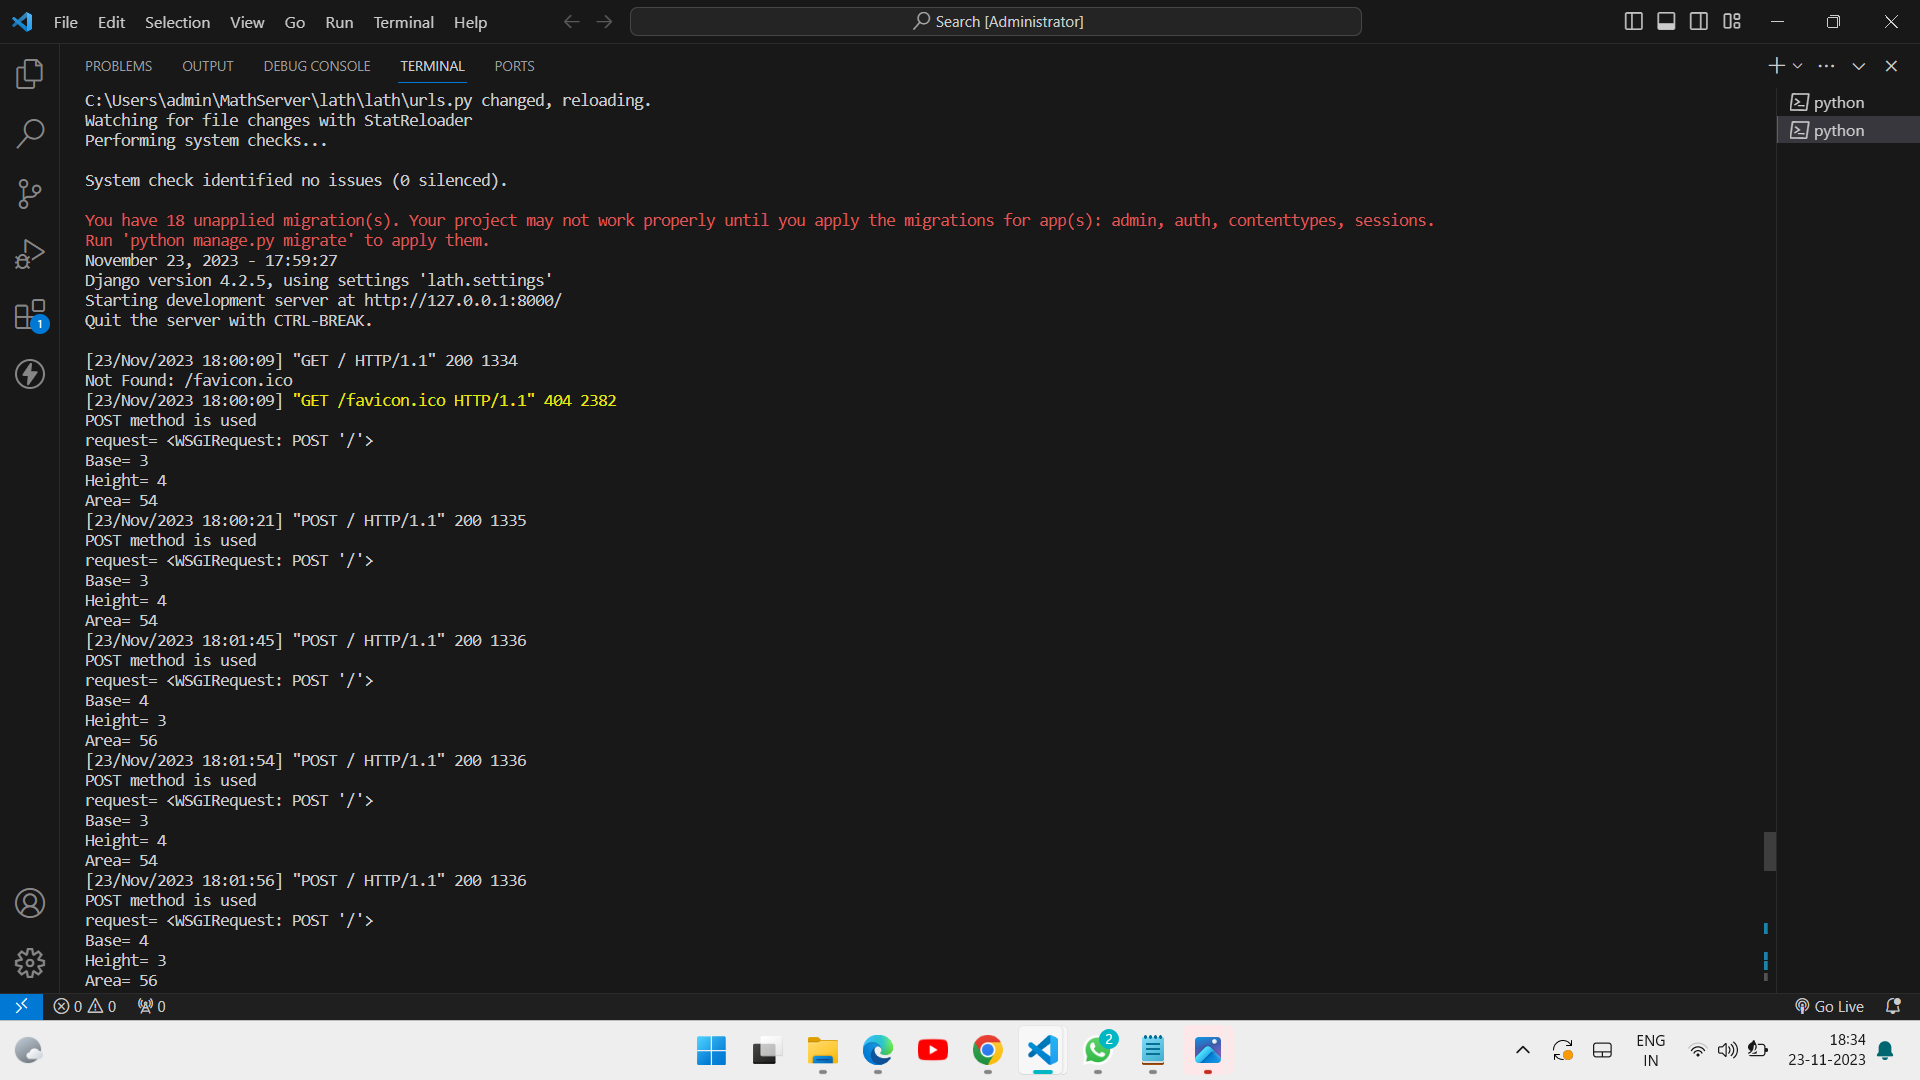 File Edit Selection View Go Run Terminal Help Search [Administrator]
PROBLEMS OUTPUT DEBUG CONSOLE TERMINAL PORTS
C:\Users\admin\MathServer\lath\lath\urls.py changed, reloading.
Watching for file changes with StatReloader
Performing system checks...
System check identified no issues (0 silenced).
You have 18 unapplied migration(s). Your project may not work properly until you apply the migrations for app(s): admin, auth, contenttypes, sessions.
Run 'python manage.py migrate' to apply them.
November 23, 2023 - 17:59:27
Django version 4.2.5, using settings 'lath.settings'
Starting development server at http://127.0.0.1:8000/
Quit the server with CTRL-BREAK.
[23/Nov/2023 18:00:09] "GET / HTTP/1.1" 200 1334
Not Found: /favicon.ico
[23/Nov/2023 18:00:09] "GET /favicon.ico HTTP/1.1" 404 2382
POST method is used
request= <WSGIRequest: POST '/'>
Base= 3
Height= 4
Area= 54
[23/Nov/2023 18:00:21] "POST / HTTP/1.1" 200 1335
POST method is used
request= <WSGIRequest: POST '/'>
Base= 3
Height= 4
Area= 54
[23/Nov/2023 18:01:45] "POST / HTTP/1.1" 200 1336
POST method is used
request= <WSGIRequest: POST '/'>
Base= 4
Height= 3
Area= 56
[23/Nov/2023 18:01:54] "POST / HTTP/1.1" 200 1336
POST method is used
request= <WSGIRequest: POST '/'>
Base= 3
Height= 4
Area= 54
[23/Nov/2023 18:01:56] "POST / HTTP/1.1" 200 1336
POST method is used
request= <WSGIRequest: POST '/'>
Base= 4
Height= 3
Area= 56
python
python
1
0 0 0 Go Live
2
ENG
IN
18:34
23-11-2023